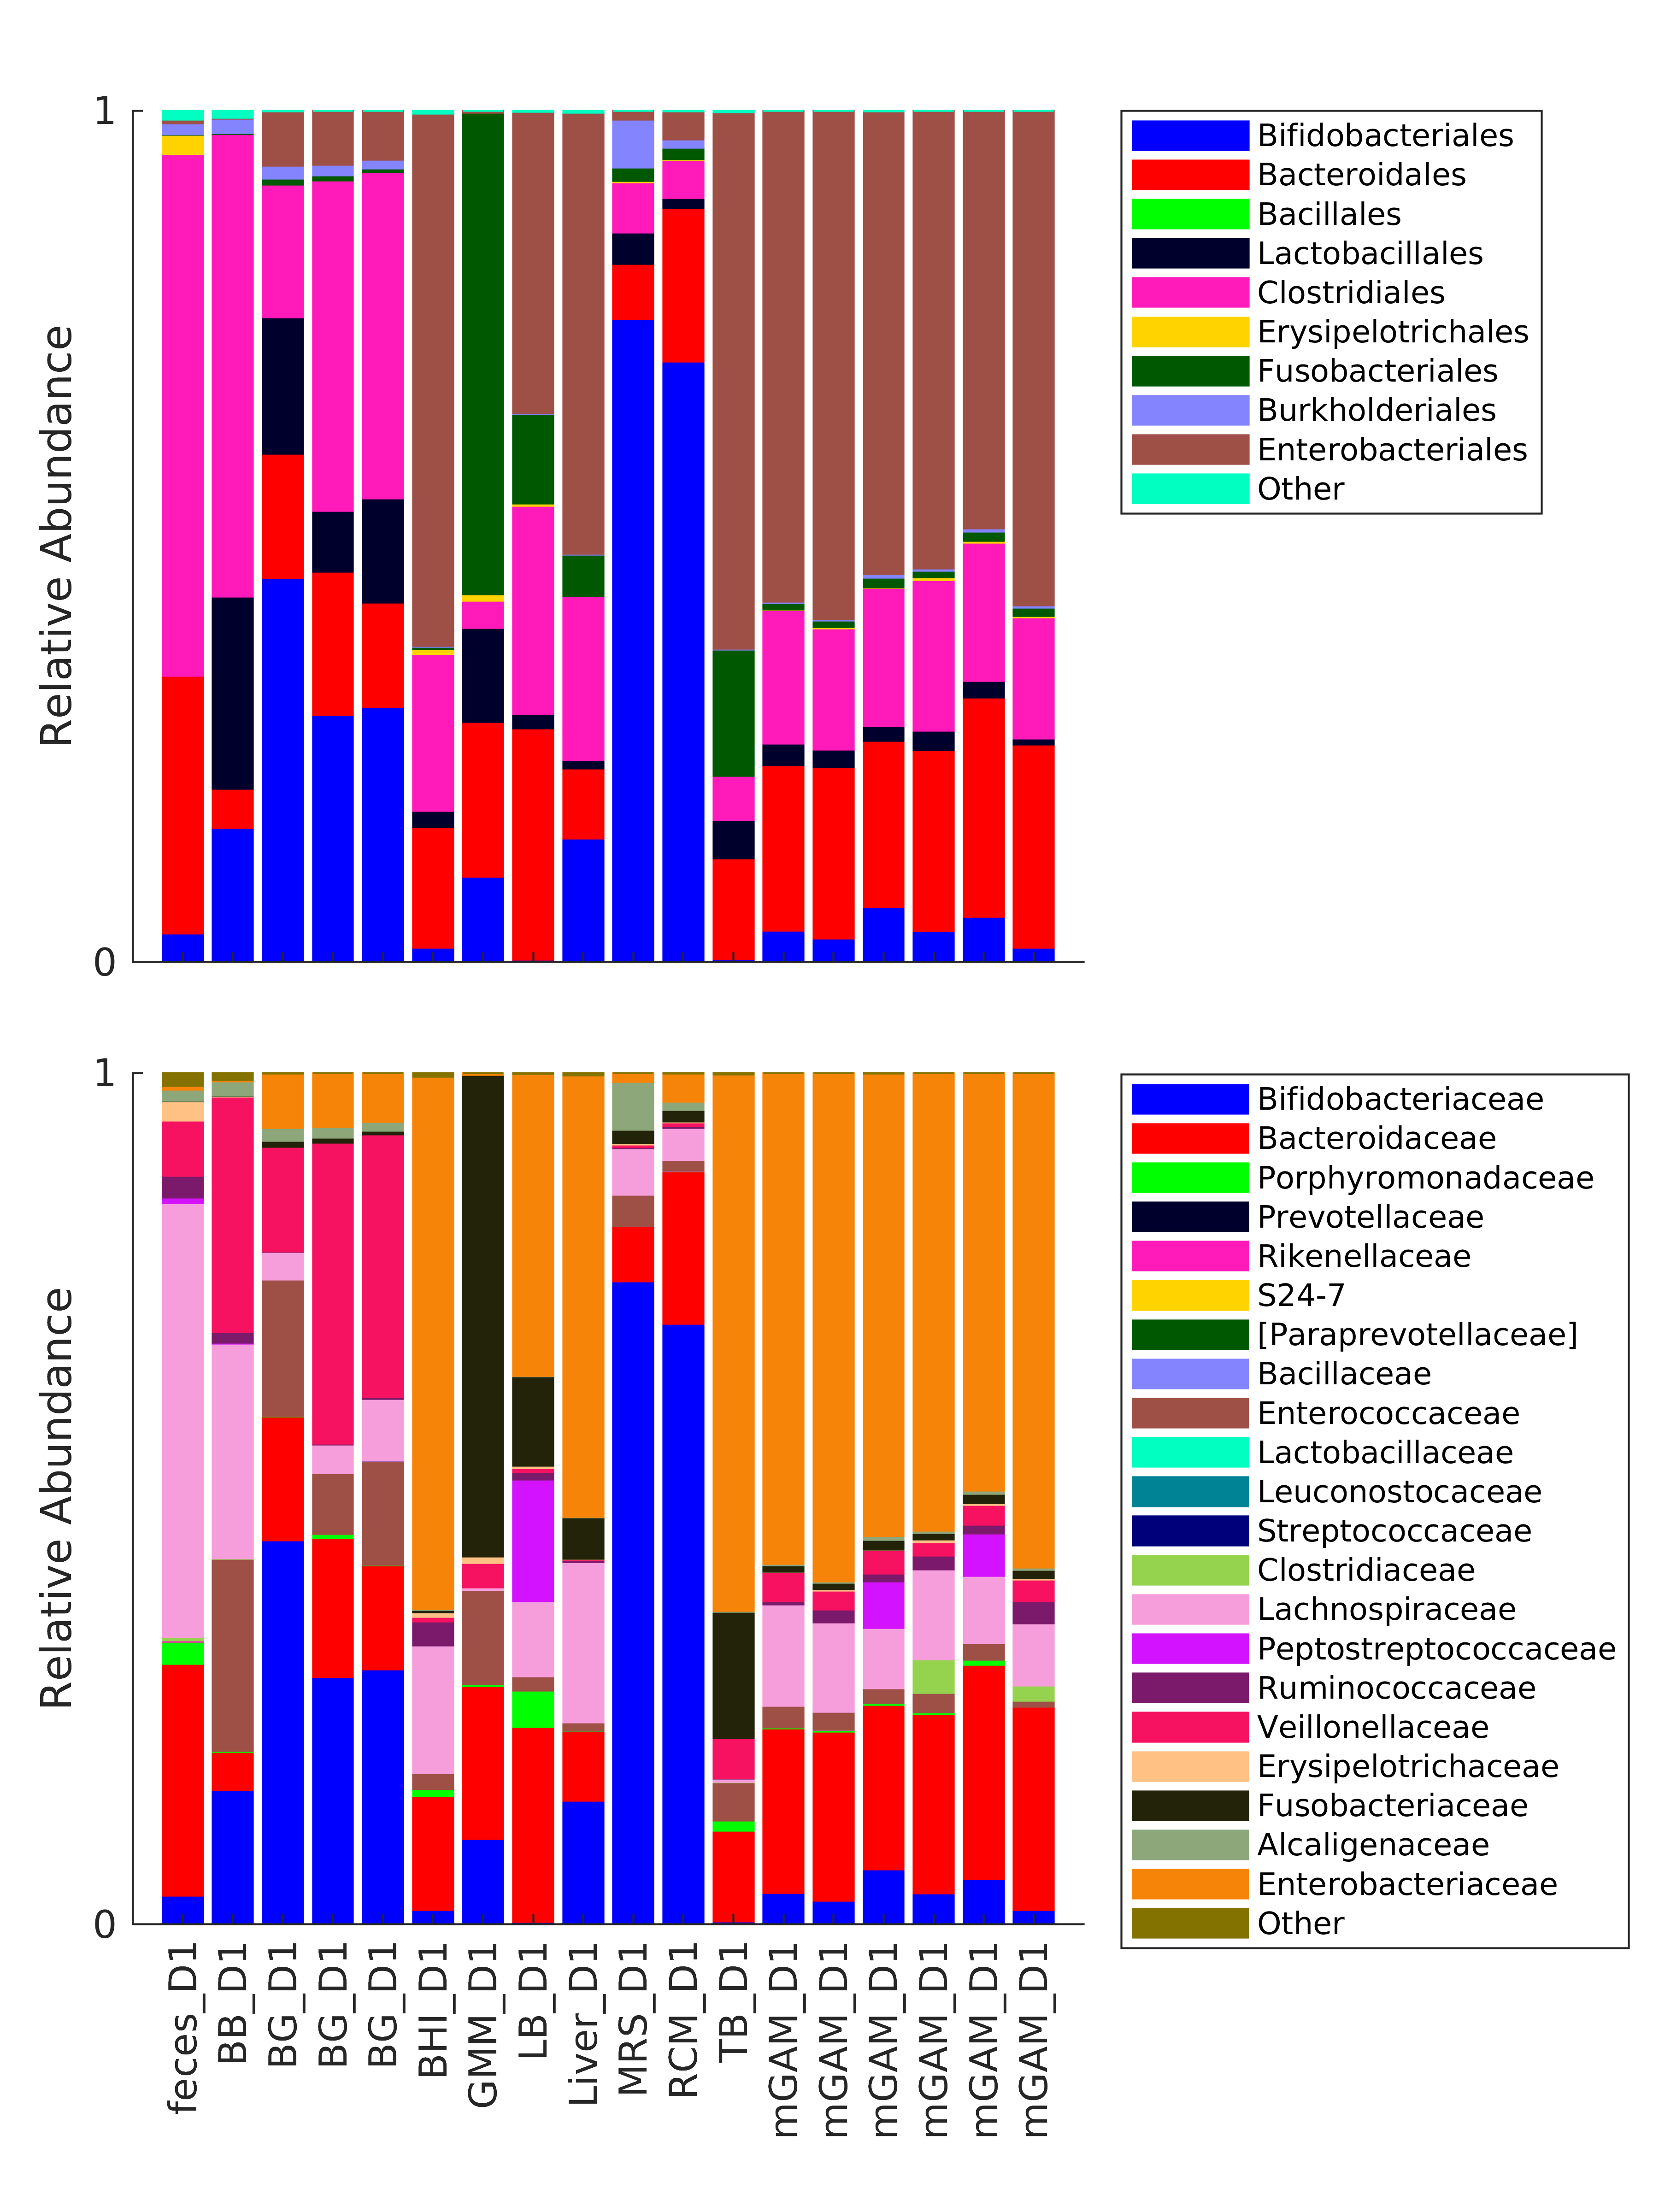 1
0
Relative Abundance
Bifidobacteriales
Bacteroidales
Bacillales
Lactobacillales
Clostridiales
Erysipelotrichales
Fusobacteriales
Burkholderiales
Enterobacteriales
Other
1
0
Relative Abundance
Bifidobacteriaceae
Bacteroidaceae
Porphyromonadaceae
Prevotellaceae
Rikenellaceae
S24-7
[Paraprevotellaceae]
Bacillaceae
Enterococcaceae
Lactobacillaceae
Leuconostocaceae
Streptococcaceae
Clostridiaceae
Lachnospiraceae
Peptostreptococcaceae
Ruminococcaceae
Veillonellaceae
Erysipelotrichaceae
Fusobacteriaceae
Alcaligenaceae
Enterobacteriaceae
Other
feces_D1
BB_D1
BG_D1
BG_D1
BG_D1
BHI_D1
GMM_D1
LB_D1
Liver_D1
MRS_D1
RCM_D1
TB_D1
mGAM_D1
mGAM_D1
mGAM_D1
mGAM_D1
mGAM_D1
mGAM_D1